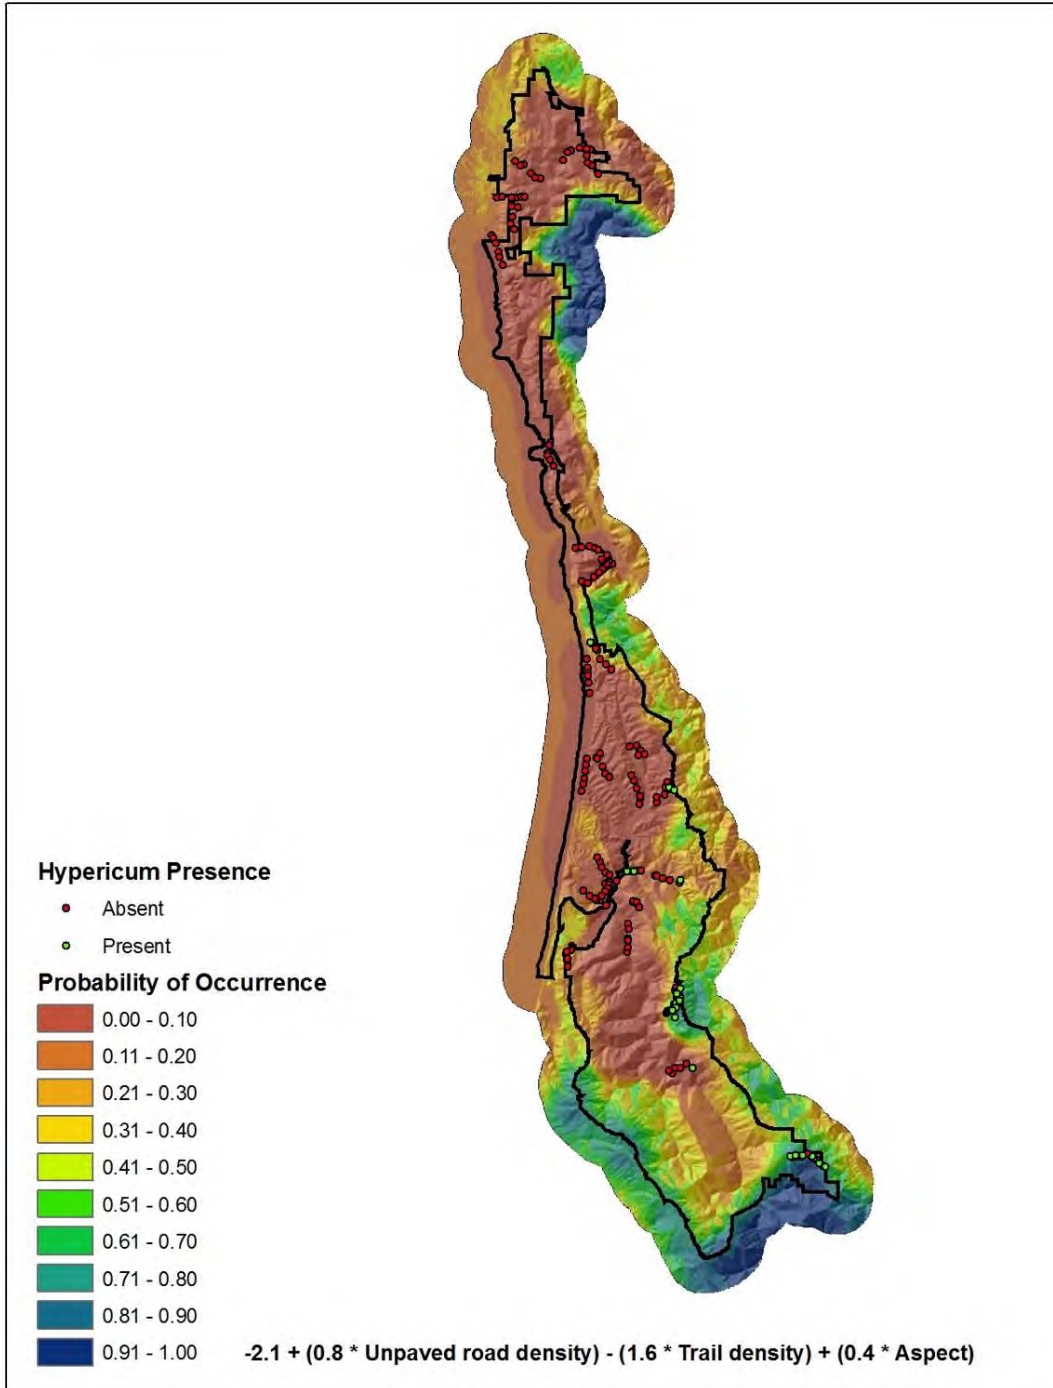 Hypericum Presence
Absent
Present
Probability of Occurrence
0.00 - 0.10
0.11 - 0.20
0.21 - 0.30
0.31 - 0.40
0.41 - 0.50
0.51 - 0.60
0.61 - 0.70
0.71 - 0.80
0.81 - 0.90
0.91 - 1.00
-2.1 + (0.8 * Unpaved road density) - (1.6 * Trail density) + (0.4 * Aspect)